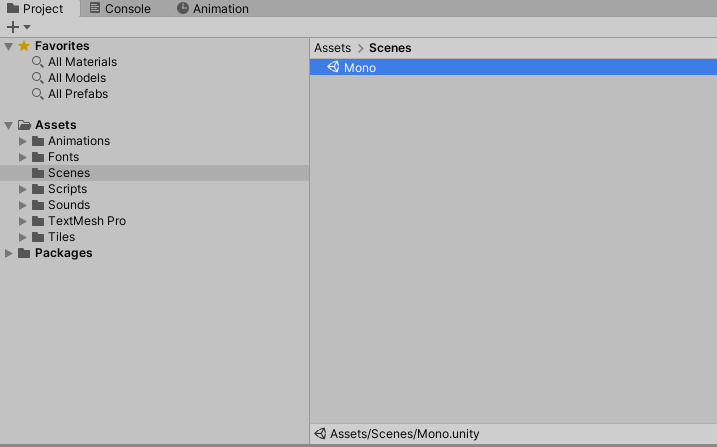 Project Console Animation
Favorites
All Materials
All Models
All Prefabs
Assets
Animations
Fonts
Scenes
Scripts
Sounds
TextMesh Pro
Tiles
Packages
Assets > Scenes
Mono
Assets/Scenes/Mono.unity